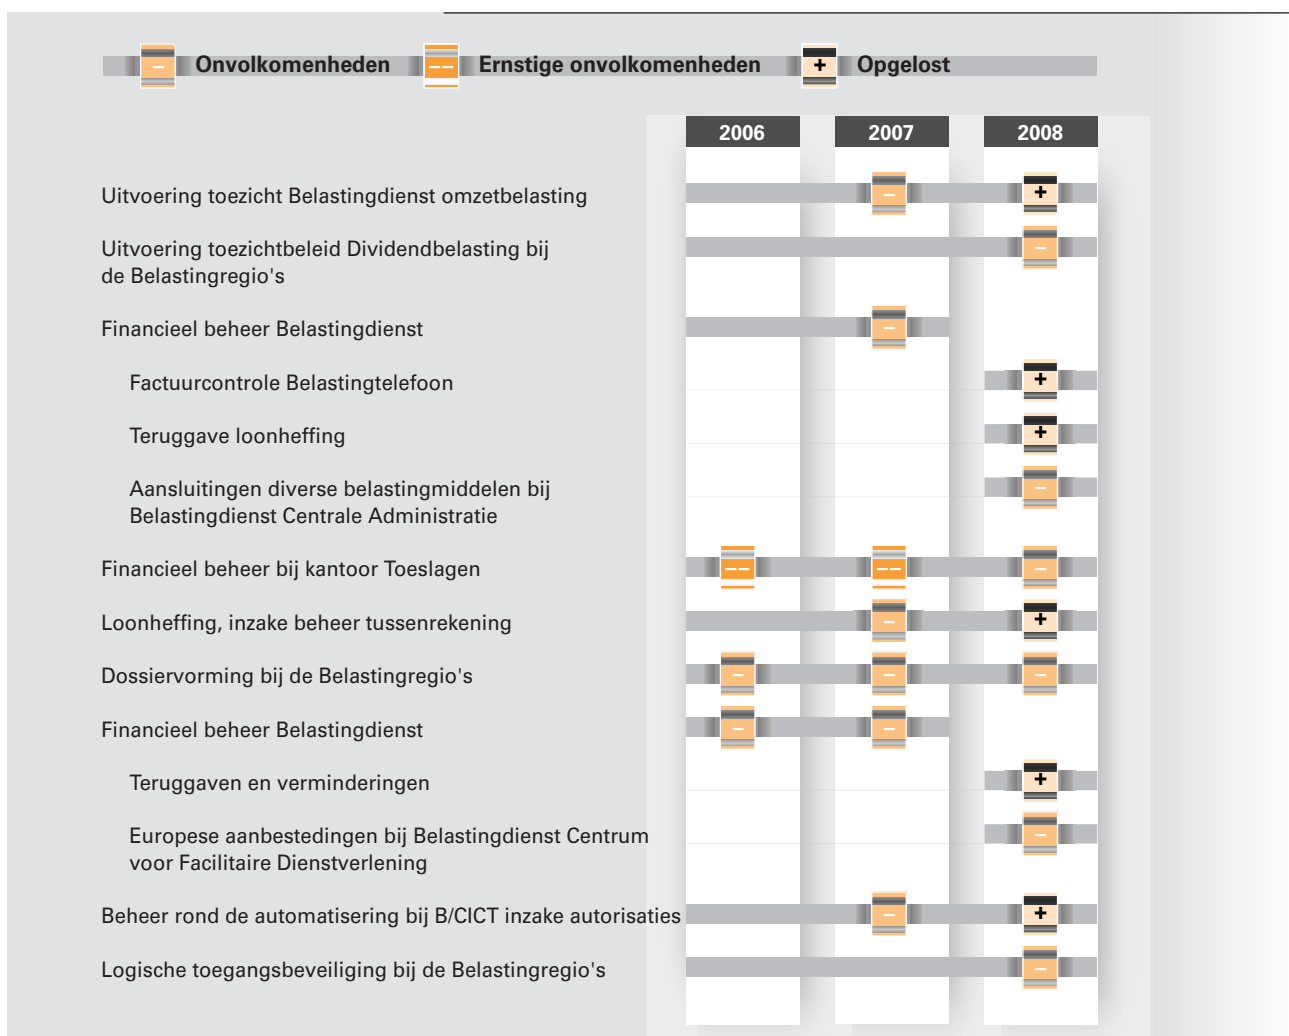 − Onvolkomenheden −− Ernstige onvolkomenheden + Opgelost
2006 2007 2008
Uitvoering toezicht Belastingdienst omzetbelasting − +
Uitvoering toezichtbeleid Dividendbelasting bij
de Belastingregio's −
Financieel beheer Belastingdienst −
Factuurcontrole Belastingtelefoon +
Teruggave loonheffing +
Aansluitingen diverse belastingmiddelen bij
Belastingdienst Centrale Administratie −
Financieel beheer bij kantoor Toeslagen −− −− −
Loonheffing, inzake beheer tussenrekening − +
Dossiervorming bij de Belastingregio's − − −
Financieel beheer Belastingdienst − −
Teruggaven en verminderingen +
Europese aanbestedingen bij Belastingdienst Centrum
voor Facilitaire Dienstverlening −
Beheer rond de automatisering bij B/CICT inzake autorisaties − +
Logische toegangsbeveiliging bij de Belastingregio's −